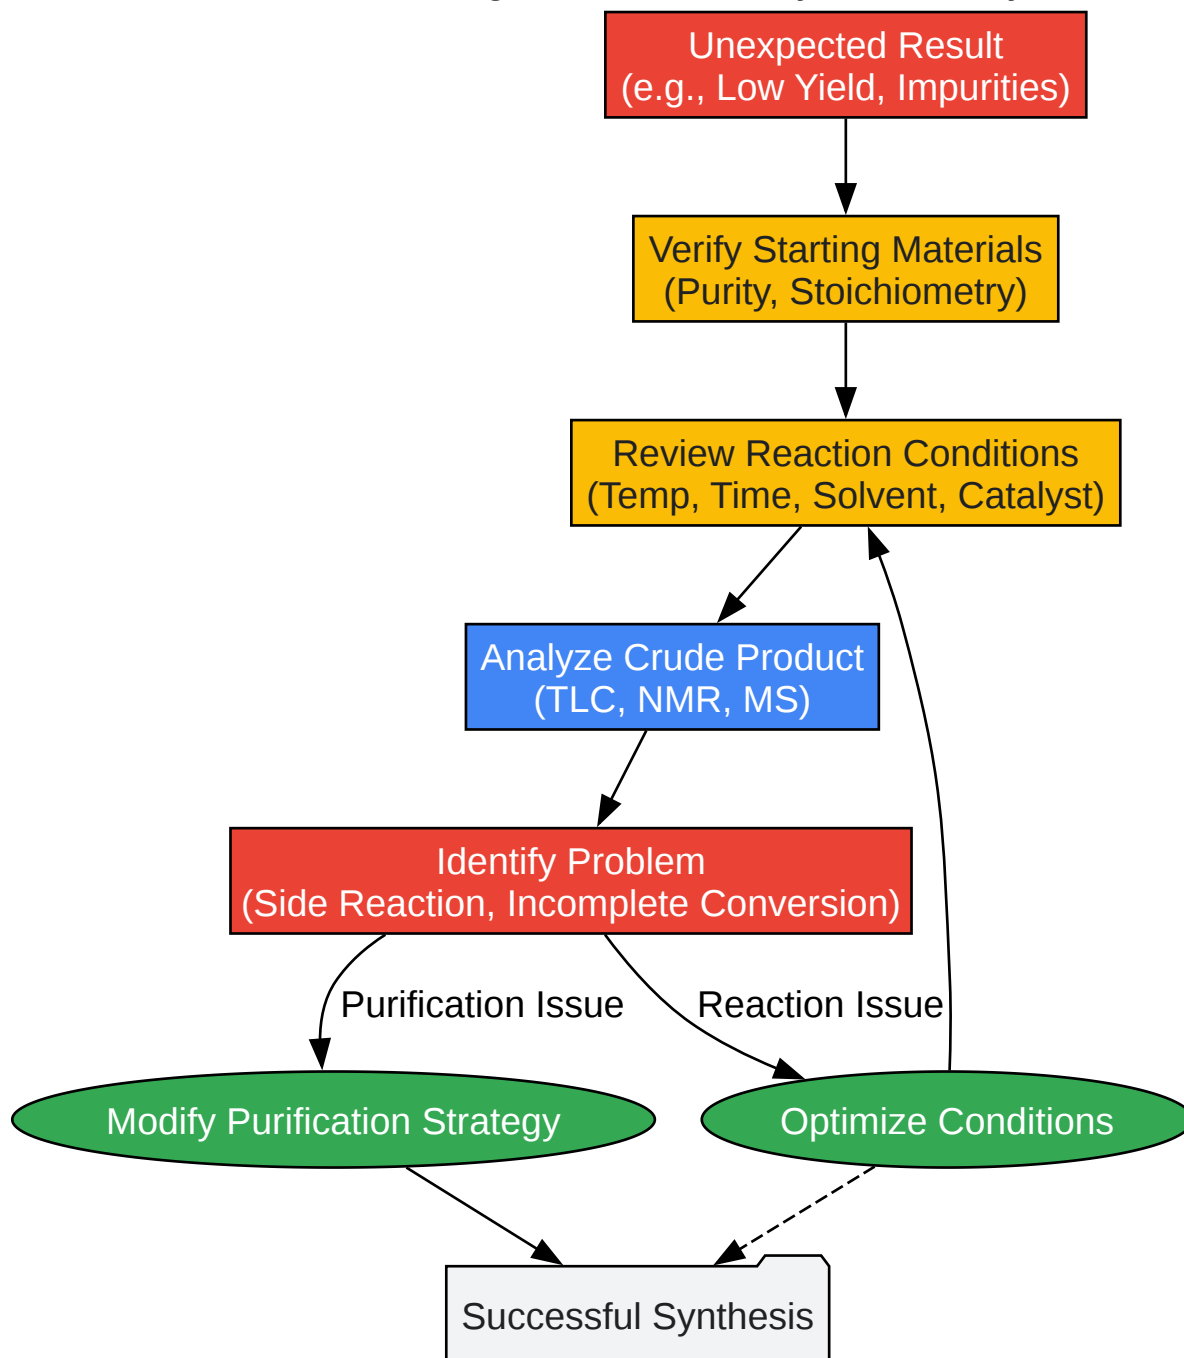 Unexpected Result
(e.g., Low Yield, Impurities)
Verify Starting Materials
(Purity, Stoichiometry)
Review Reaction Conditions
(Temp, Time, Solvent, Catalyst)
Analyze Crude Product
(TLC, NMR, MS)
Identify Problem
(Side Reaction, Incomplete Conversion)
Purification Issue
Reaction Issue
Modify Purification Strategy
Optimize Conditions
Successful Synthesis